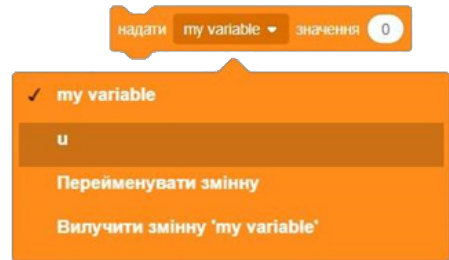 надати my variable значення 0
✓ my variable
u
Перейменувати змінну
Вилучити змінну 'my variable'